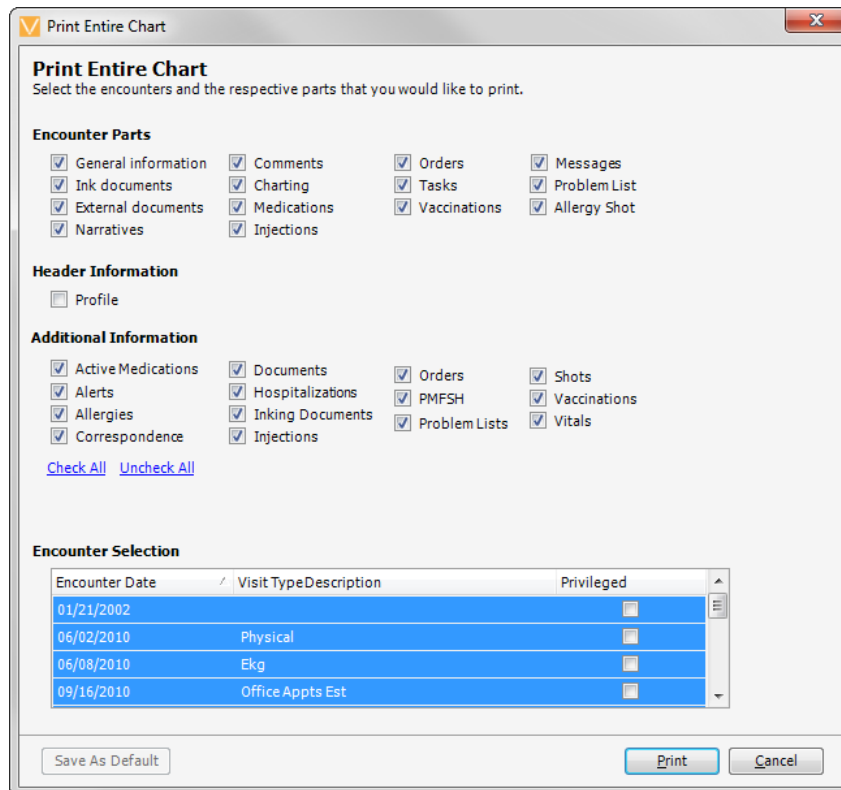 Print Entire Chart
Print Entire Chart
Select the encounters and the respective parts that you would like to print.
Encounter Parts
General information Comments Orders Messages
Ink documents Charting Tasks Problem List
External documents Medications Vaccinations Allergy Shot
Narratives Injections
Header Information
Profile
Additional Information
Active Medications Documents Orders Shots
Alerts Hospitalizations PMFSH Vaccinations
Allergies Inking Documents Problem Lists Vitals
Correspondence Injections
Check All Uncheck All
Encounter Selection
Encounter Date Visit Type Description Privileged
01/21/2002
06/02/2010 Physical
06/08/2010 Ekg
09/16/2010 Office Appts Est
Save As Default Print Cancel